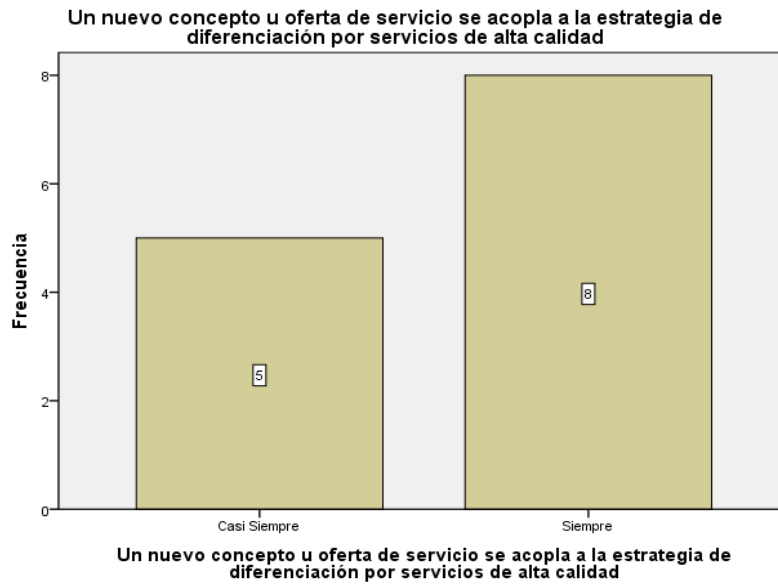 Un nuevo concepto u oferta de servicio se acopla a la estrategia de
diferenciación por servicios de alta calidad
8
6
4
2
0
Frecuencia
5
8
Casi Siempre
Siempre
Un nuevo concepto u oferta de servicio se acopla a la estrategia de
diferenciación por servicios de alta calidad